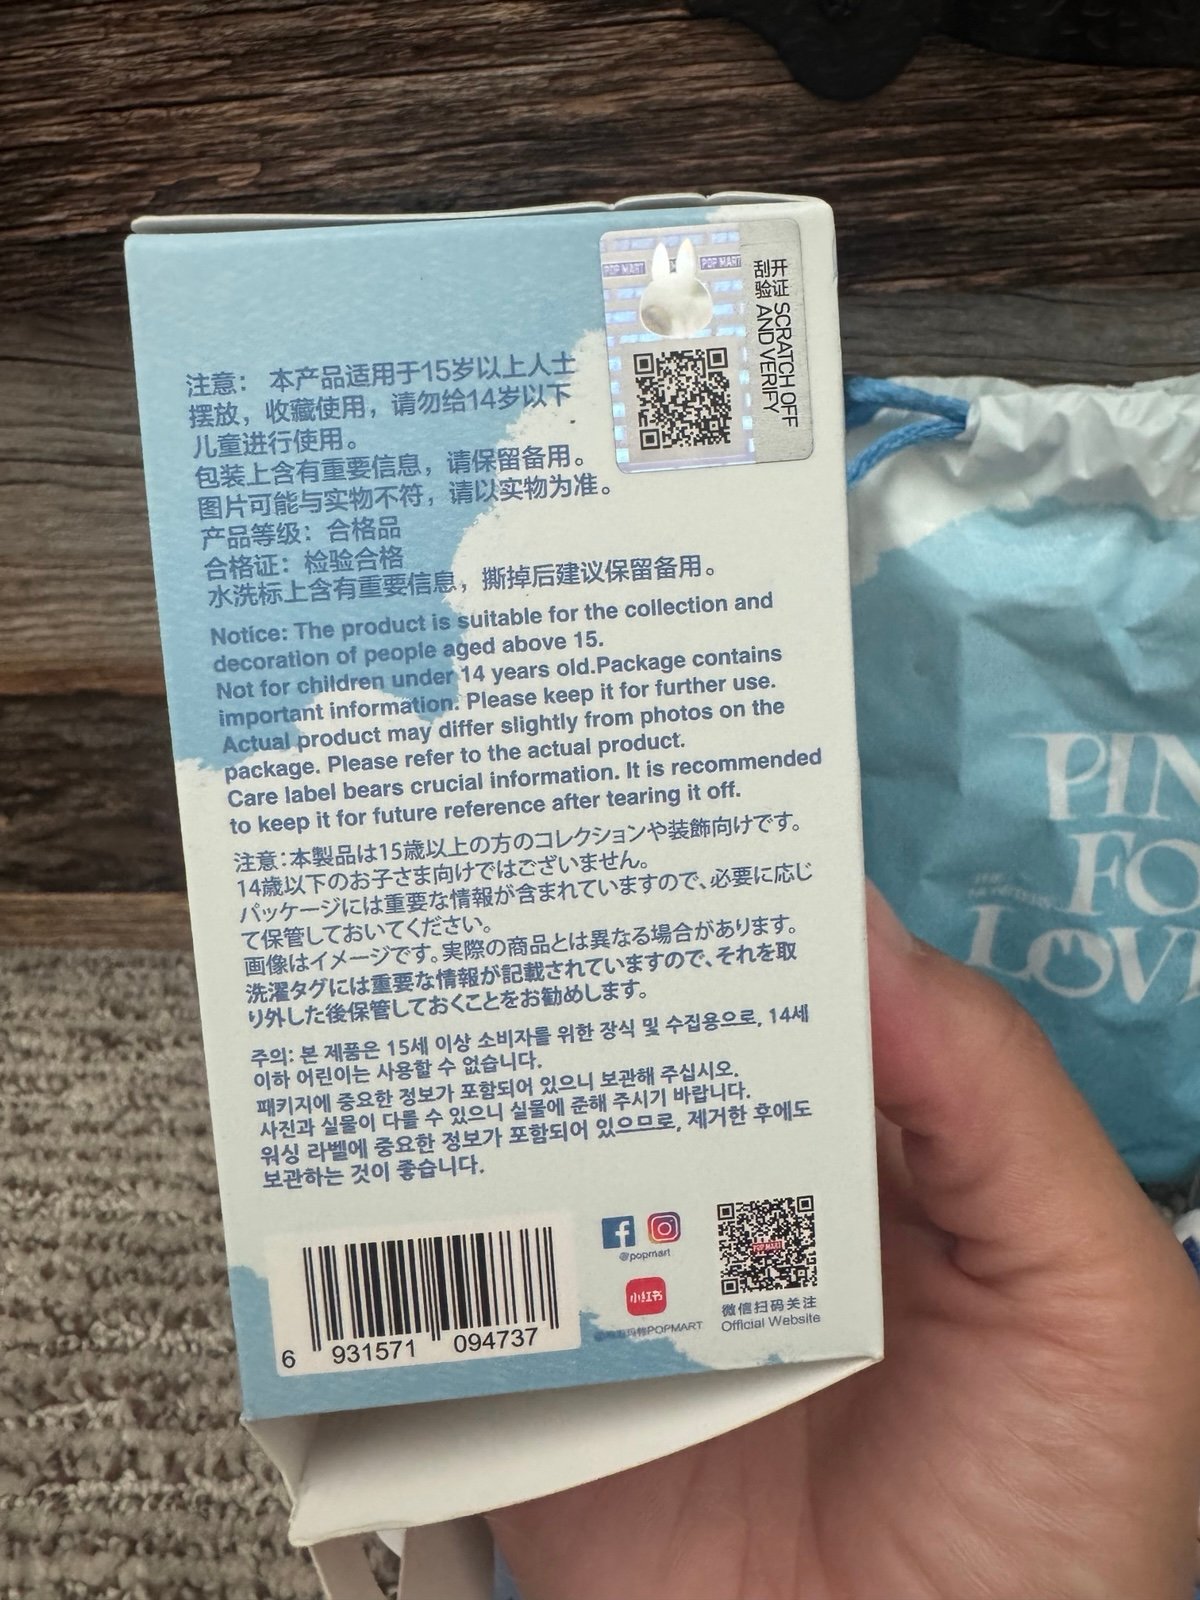 POP MART
POP MART
开证 SCRATCH OFF
刮验 AND VERIFY
注意： 本产品适用于15岁以上人士
摆放，收藏使用，请勿给14岁以下
儿童进行使用。
包装上含有重要信息，请保留备用。
图片可能与实物不符，请以实物为准。
产品等级：合格品
合格证：检验合格
水洗标上含有重要信息，撕掉后建议保留备用。
Notice: The product is suitable for the collection and
decoration of people aged above 15.
Not for children under 14 years old.Package contains
important information. Please keep it for further use.
Actual product may differ slightly from photos on the
package. Please refer to the actual product.
Care label bears crucial information. It is recommended
to keep it for future reference after tearing it off.
注意：本製品は15歳以上の方のコレクションや装飾向けです。
14歳以下のお子さま向けではございません。
パッケージには重要な情報が含まれていますので、必要に応じ
て保管しておいてください。
画像はイメージです。実際の商品とは異なる場合があります。
洗濯タグには重要な情報が記載されていますので、それを取
り外した後保管しておくことをお勧めします。
주의: 본 제품은 15세 이상 소비자를 위한 장식 및 수집용으로, 14세
이하 어린이는 사용할 수 없습니다.
패키지에 중요한 정보가 포함되어 있으니 보관해 주십시오.
사진과 실물이 다를 수 있으니 실물에 준해 주시기 바랍니다.
워싱 라벨에 중요한 정보가 포함되어 있으므로, 제거한 후에도
보관하는 것이 좋습니다.
6 931571 094737
@popmart
小红书
POPMART
POP MART
微信扫码关注
Official Website
PIN
FO
LOV